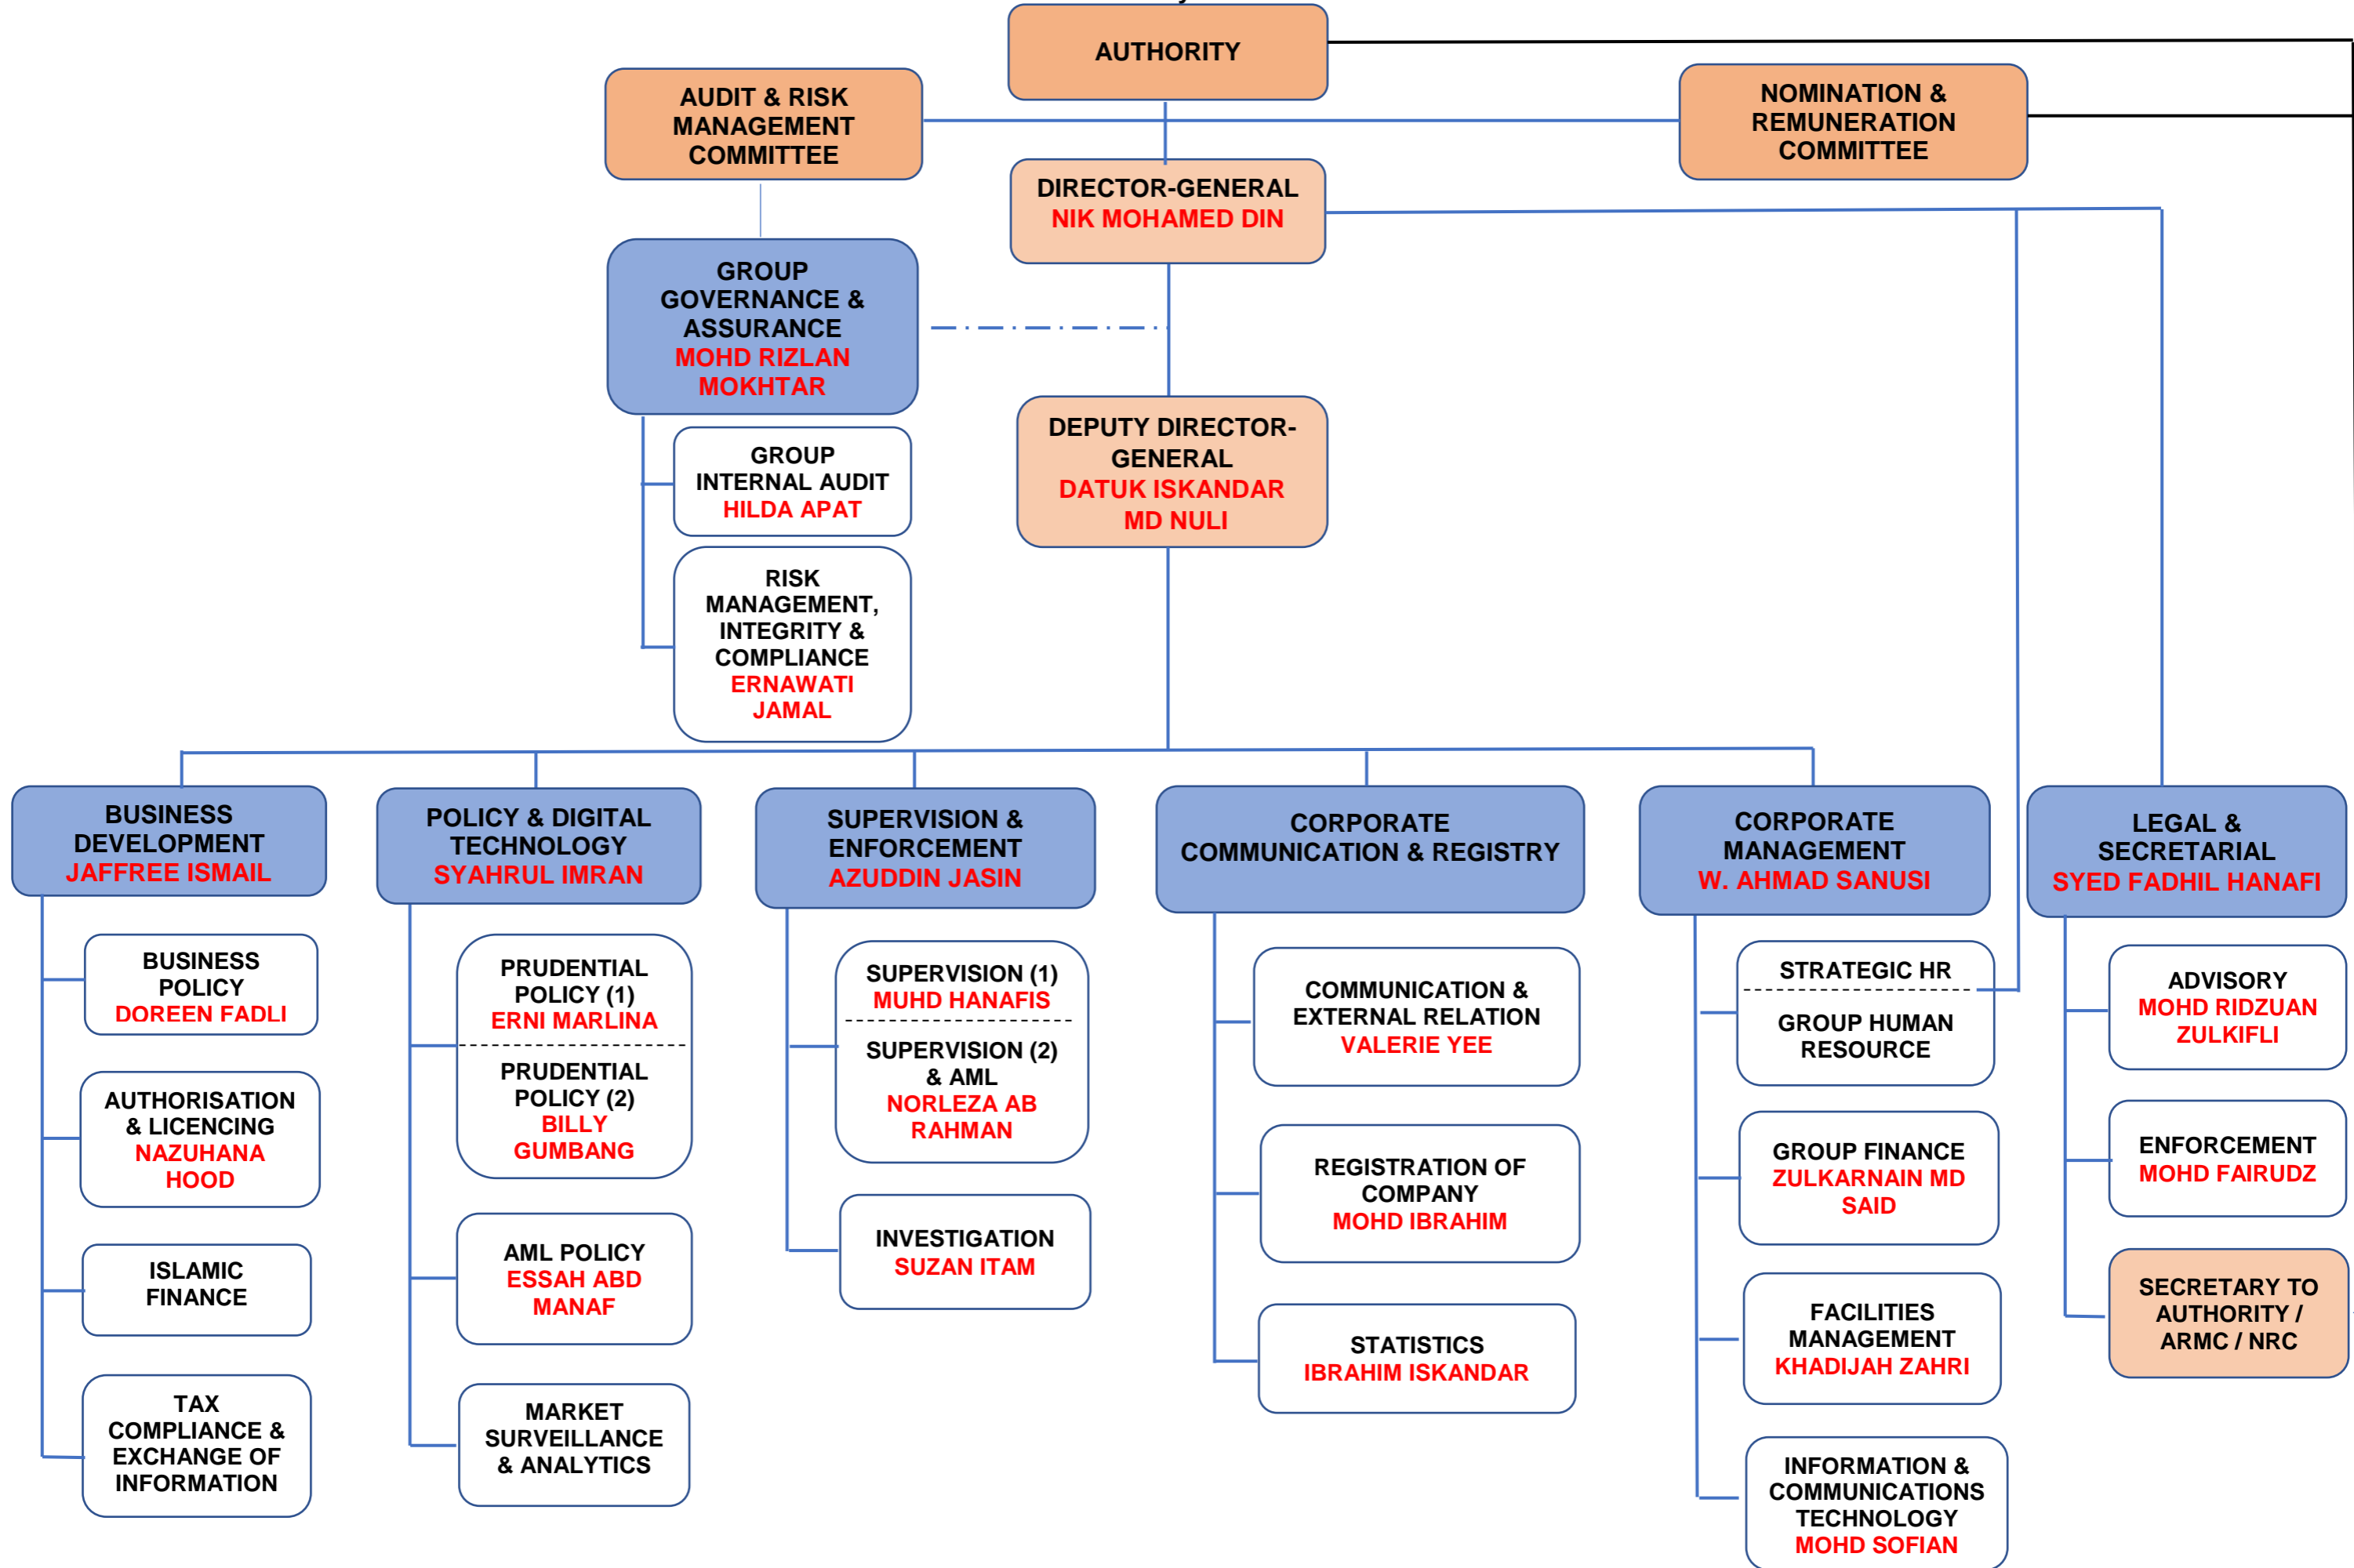 AUTHORITY
AUDIT & RISK
MANAGEMENT
COMMITTEE
NOMINATION &
REMUNERATION
COMMITTEE
DIRECTOR-GENERAL
NIK MOHAMED DIN
GROUP
GOVERNANCE &
ASSURANCE
MOHD RIZLAN
MOKHTAR
DEPUTY DIRECTOR-
GENERAL
DATUK ISKANDAR
MD NULI
GROUP
INTERNAL AUDIT
HILDA APAT
RISK
MANAGEMENT,
INTEGRITY &
COMPLIANCE
ERNAWATI
JAMAL
BUSINESS
DEVELOPMENT
JAFFREE ISMAIL
BUSINESS
POLICY
DOREEN FADLI
AUTHORISATION
& LICENCING
NAZUHANA
HOOD
ISLAMIC
FINANCE
TAX
COMPLIANCE &
EXCHANGE OF
INFORMATION
POLICY & DIGITAL
TECHNOLOGY
SYAHRUL IMRAN
PRUDENTIAL
POLICY (1)
ERNI MARLINA
PRUDENTIAL
POLICY (2)
BILLY
GUMBANG
AML POLICY
ESSAH ABD
MANAF
MARKET
SURVEILLANCE
& ANALYTICS
SUPERVISION &
ENFORCEMENT
AZUDDIN JASIN
SUPERVISION (1)
MUHD HANAFIS
SUPERVISION (2)
& AML
NORLEZA AB
RAHMAN
INVESTIGATION
SUZAN ITAM
CORPORATE
COMMUNICATION & REGISTRY
COMMUNICATION &
EXTERNAL RELATION
VALERIE YEE
REGISTRATION OF
COMPANY
MOHD IBRAHIM
STATISTICS
IBRAHIM ISKANDAR
CORPORATE
MANAGEMENT
W. AHMAD SANUSI
STRATEGIC HR
GROUP HUMAN
RESOURCE
GROUP FINANCE
ZULKARNAIN MD
SAID
FACILITIES
MANAGEMENT
KHADIJAH ZAHRI
INFORMATION &
COMMUNICATIONS
TECHNOLOGY
MOHD SOFIAN
LEGAL &
SECRETARIAL
SYED FADHIL HANAFI
ADVISORY
MOHD RIDZUAN
ZULKIFLI
ENFORCEMENT
MOHD FAIRUDZ
SECRETARY TO
AUTHORITY /
ARMC / NRC